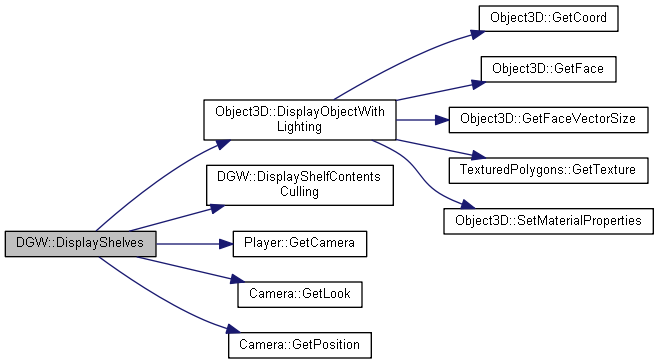 DGW::DisplayShelves
Object3D::DisplayObjectWith
Lighting
DGW::DisplayShelfContents
Culling
Player::GetCamera
Camera::GetLook
Camera::GetPosition
Object3D::GetCoord
Object3D::GetFace
Object3D::GetFaceVectorSize
TexturedPolygons::GetTexture
Object3D::SetMaterialProperties